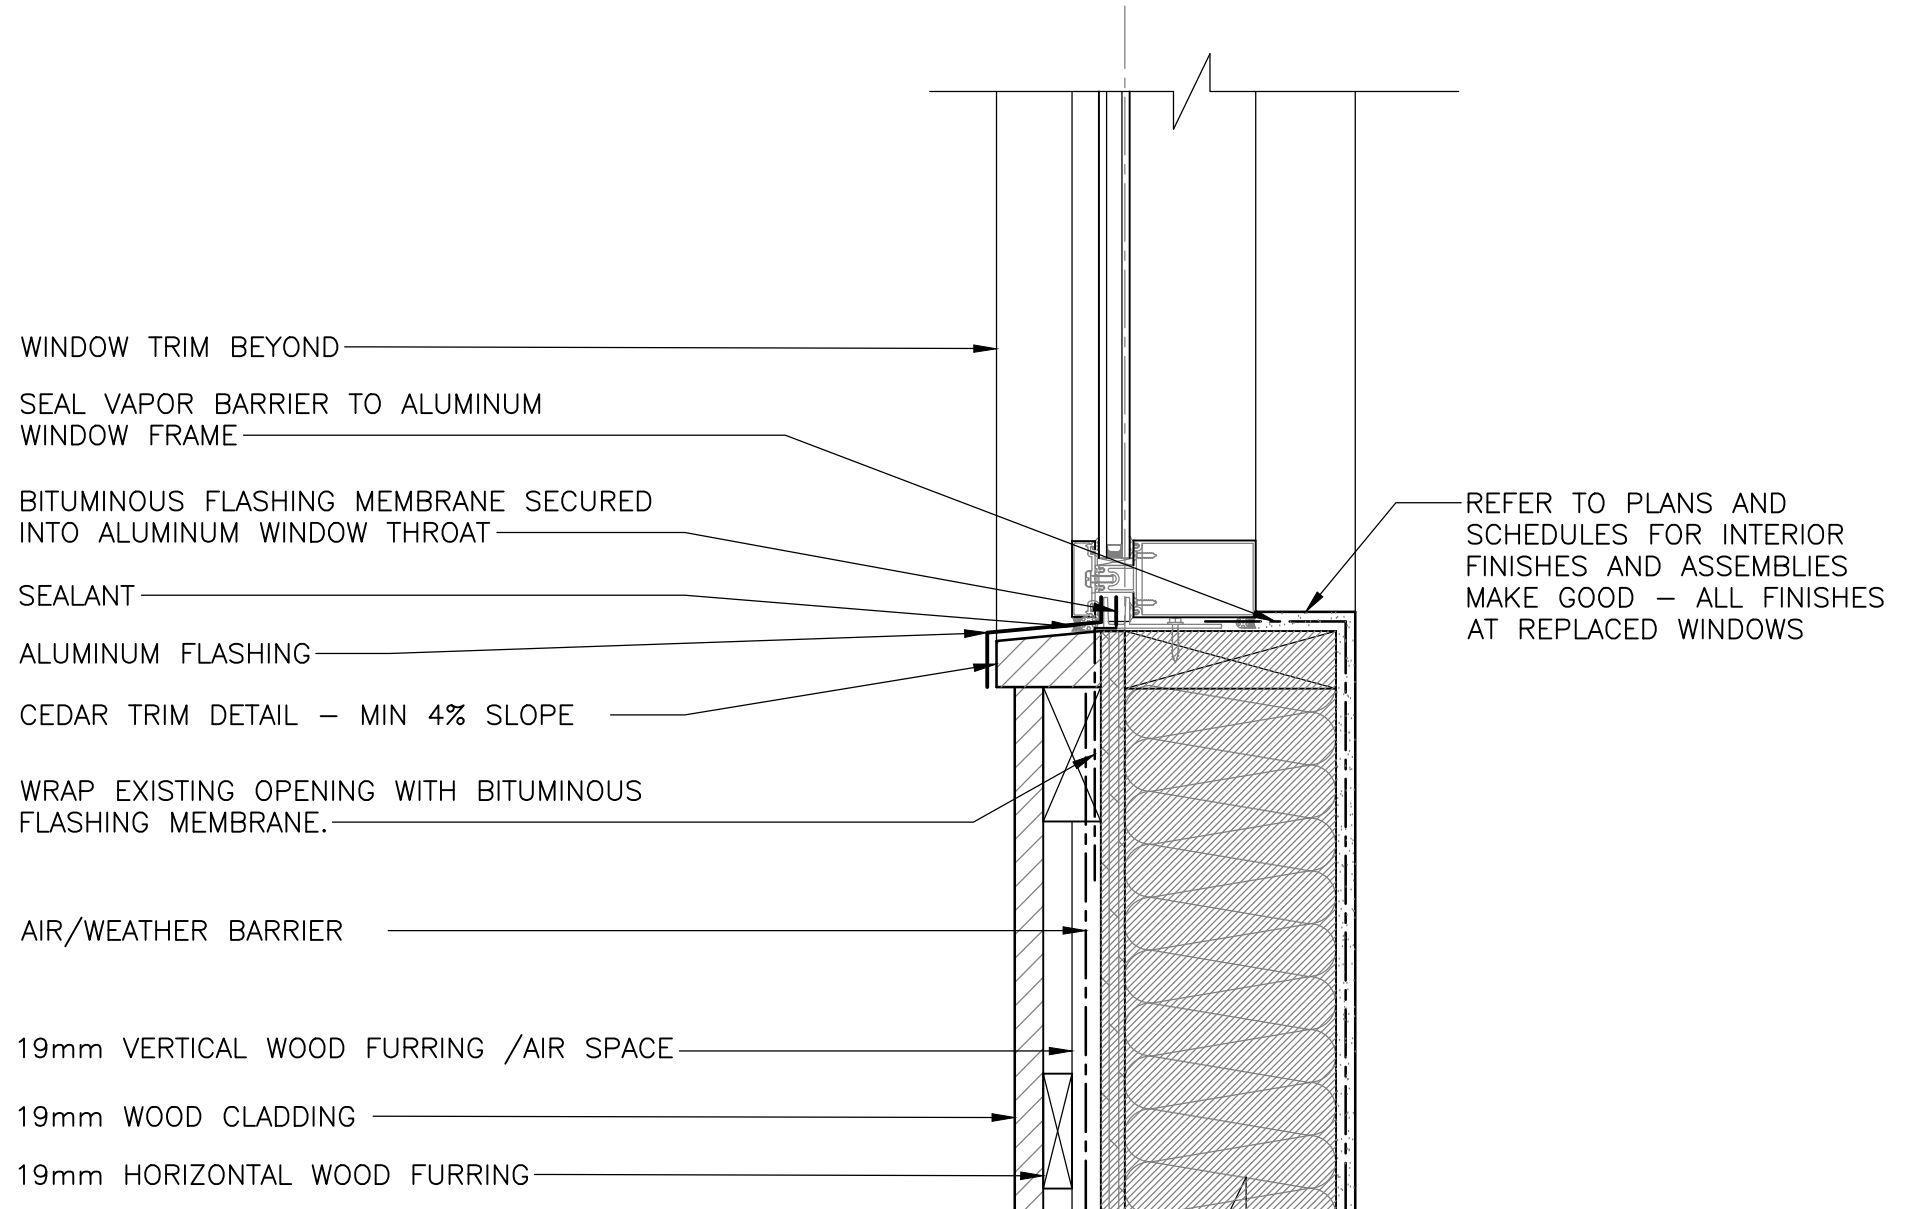 WINDOW TRIM BEYOND
SEAL VAPOR BARRIER TO ALUMINUM
WINDOW FRAME
BITUMINOUS FLASHING MEMBRANE SECURED
INTO ALUMINUM WINDOW THROAT
SEALANT
ALUMINUM FLASHING
CEDAR TRIM DETAIL – MIN 4% SLOPE
WRAP EXISTING OPENING WITH BITUMINOUS
FLASHING MEMBRANE.
AIR/WEATHER BARRIER
19mm VERTICAL WOOD FURRING /AIR SPACE
19mm WOOD CLADDING
19mm HORIZONTAL WOOD FURRING
REFER TO PLANS AND
SCHEDULES FOR INTERIOR
FINISHES AND ASSEMBLIES
MAKE GOOD – ALL FINISHES
AT REPLACED WINDOWS